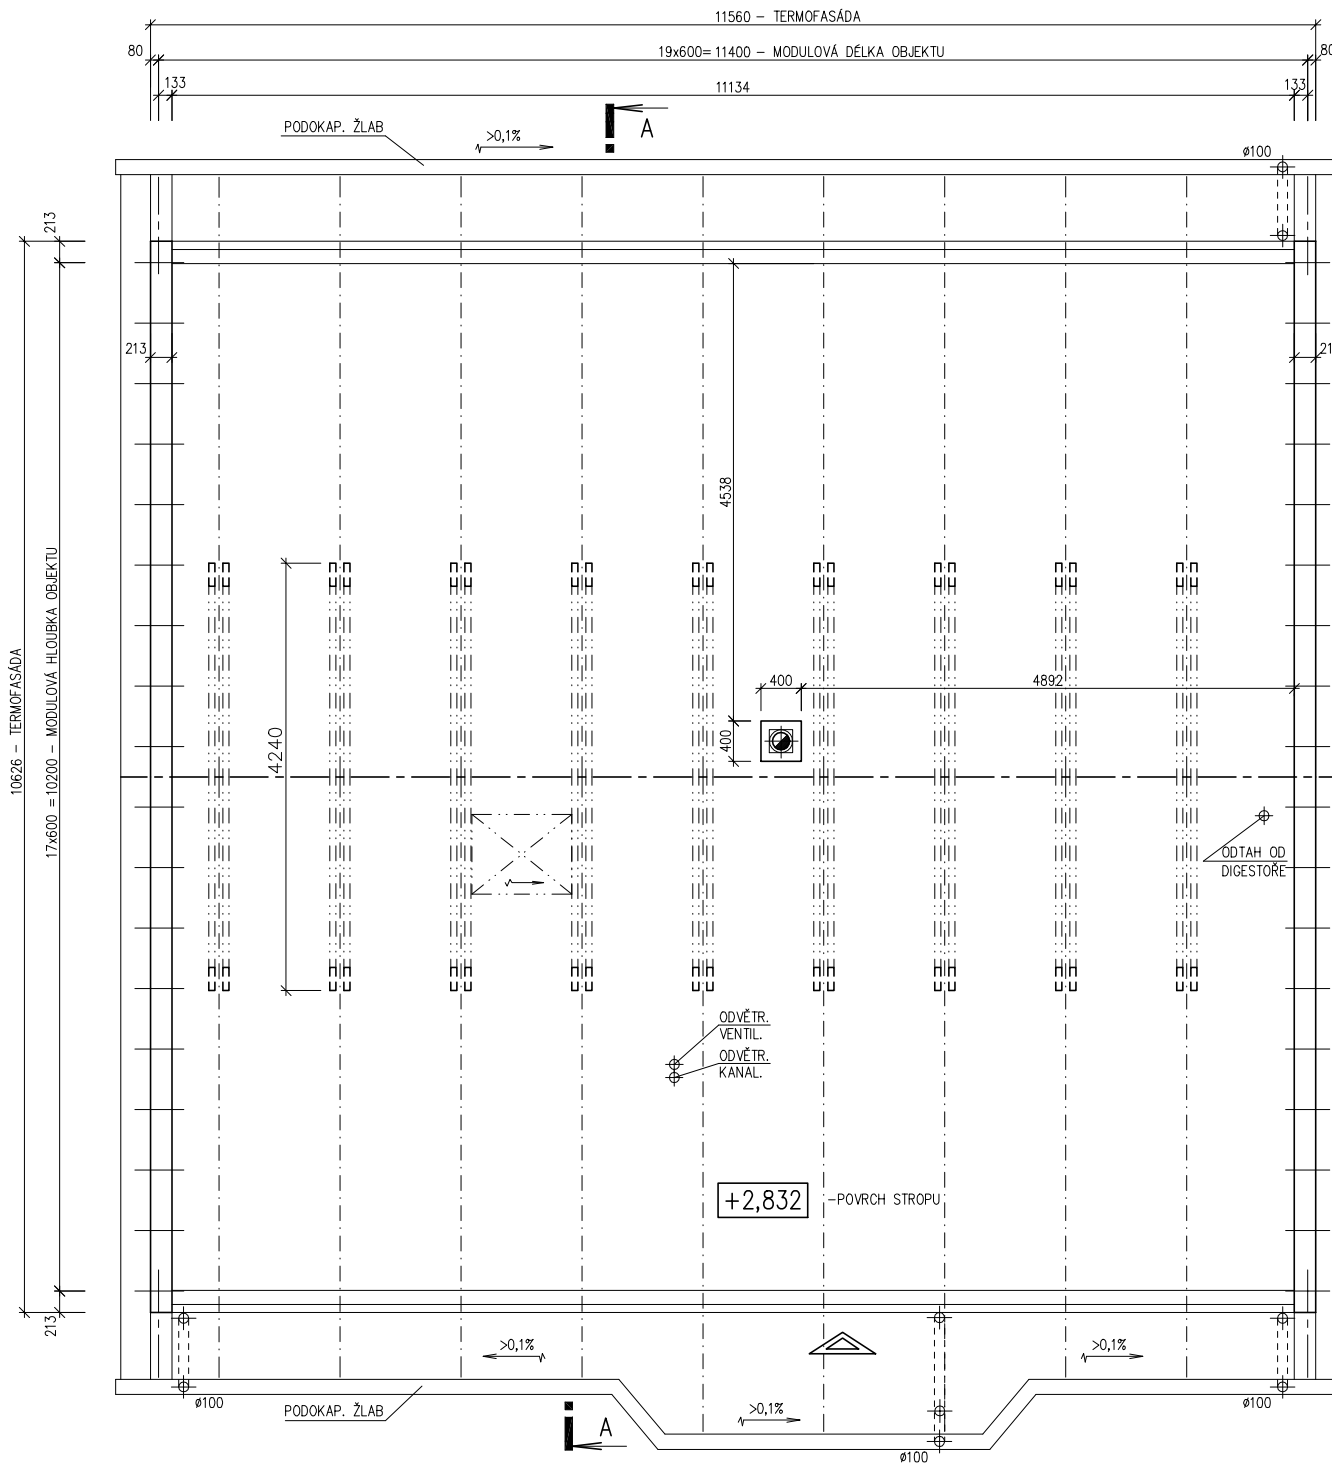 11560 – TERMOFASÁDA
80
19x600= 11400 – MODULOVÁ DÉLKA OBJEKTU
80
133
11134
133
PODOKAP. ŽLAB
>0,1%
A
ø100
213
213
21
4538
10626 – TERMOFASÁDA
17x600 =10200 – MODULOVÁ HLOUBKA OBJEKTU
4240
400
4892
400
ODTAH OD
DIGESTOŘE
ODVĚTR.
VENTIL.
ODVĚTR.
KANAL.
+2,832
–POVRCH STROPU
213
>0,1%
>0,1%
ø100
PODOKAP. ŽLAB
>0,1%
A
ø100
ø100